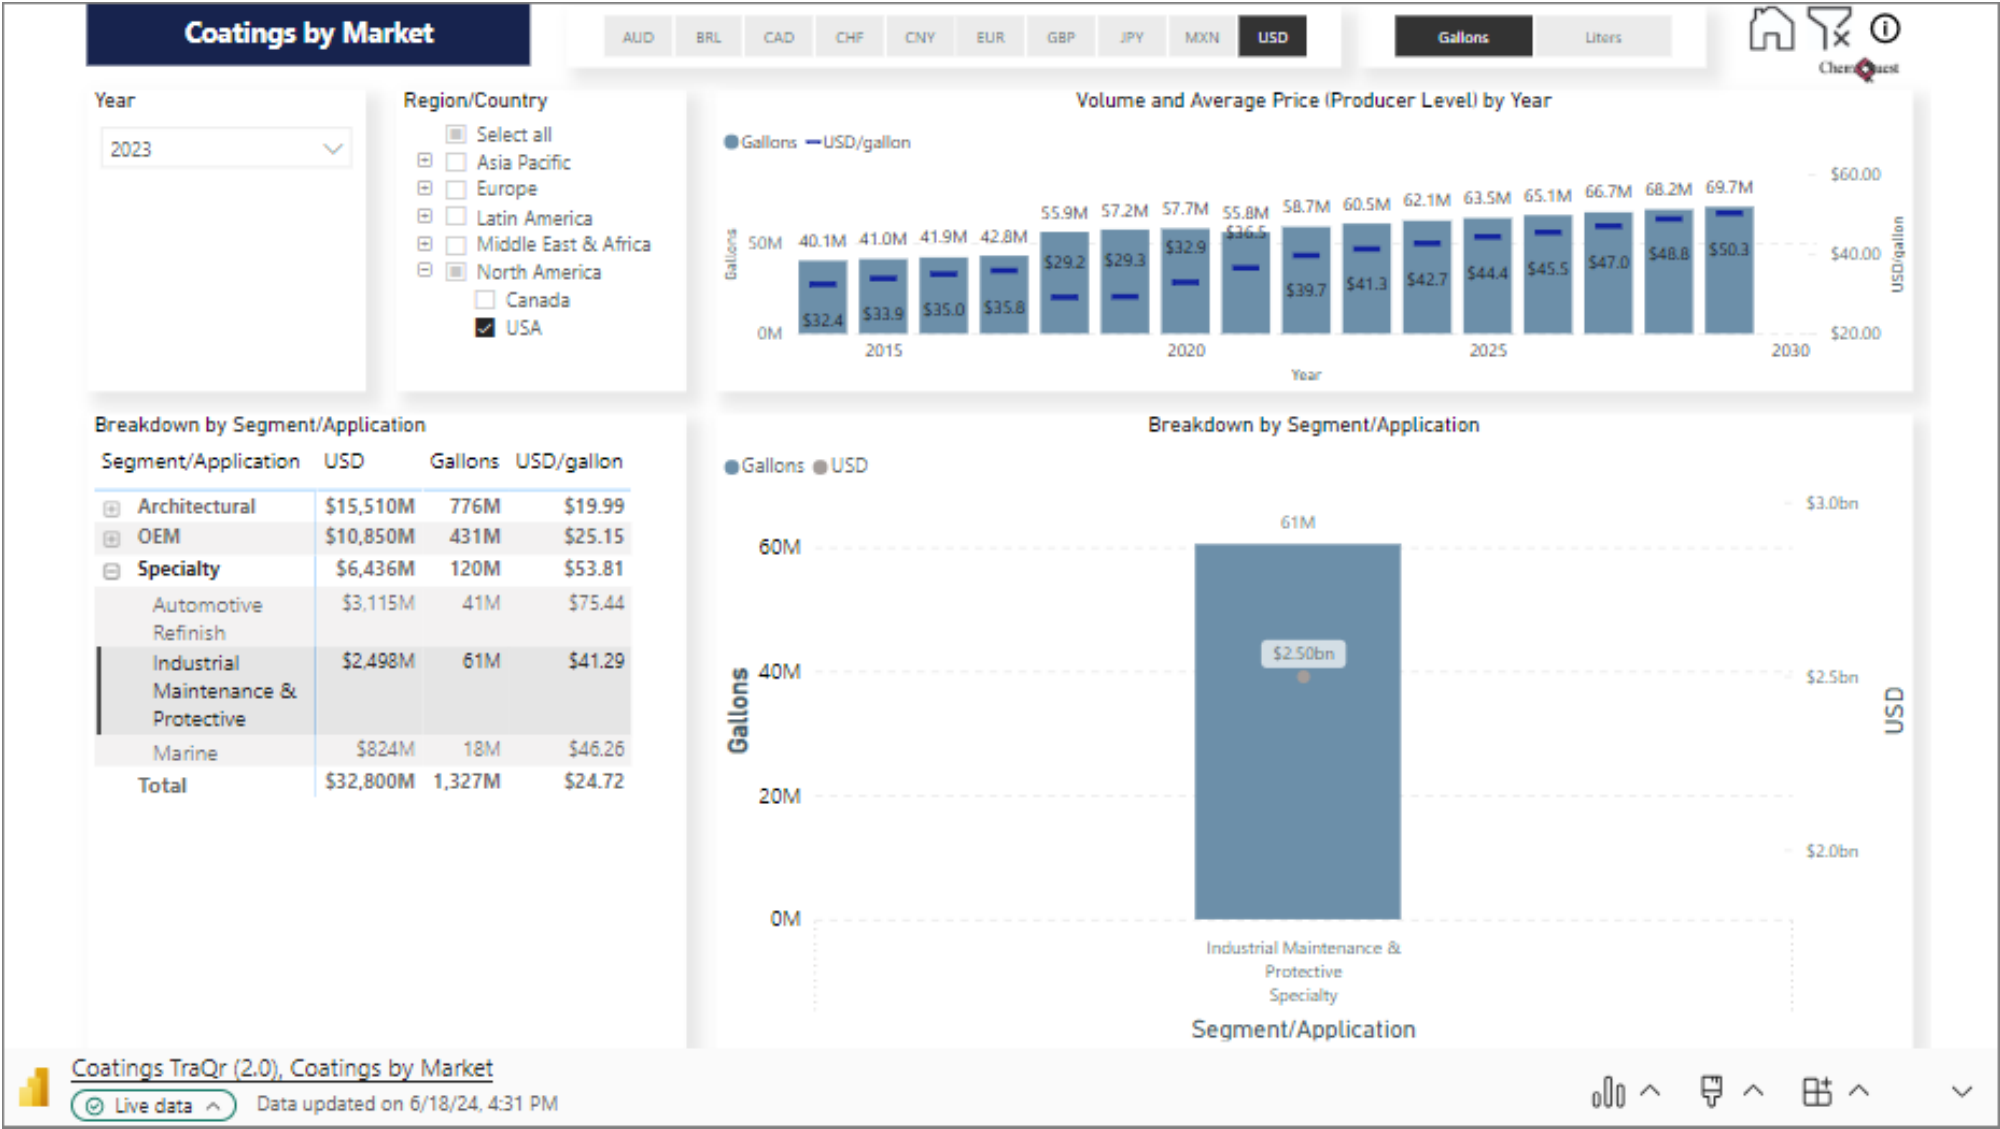 Coatings by Market
AUD BRL CAD CHF CNY EUR GBP JPY MXN USD
Gallons Liters
ChemQuest
Year
2023
Region/Country
Select all
Asia Pacific
Europe
Latin America
Middle East & Africa
North America
Canada
USA
Volume and Average Price (Producer Level) by Year
Gallons USD/gallon
40.1M 41.0M 41.9M 42.8M 55.9M 57.2M 57.7M 55.8M 58.7M 60.5M 62.1M 63.5M 65.1M 66.7M 68.2M 69.7M
$32.4 $33.9 $35.0 $35.8 $29.2 $29.3 $32.9 $36.5 $39.7 $41.3 $42.7 $44.4 $45.5 $47.0 $48.8 $50.3
Gallons
50M
0M
$60.00
$40.00
$20.00
USD/gallon
2015 2020 2025 2030
Year
Breakdown by Segment/Application
Segment/Application USD Gallons USD/gallon
Architectural $15,510M 776M $19.99
OEM $10,850M 431M $25.15
Specialty $6,436M 120M $53.81
Automotive $3,115M 41M $75.44
Refinish
Industrial $2,498M 61M $41.29
Maintenance &
Protective
Marine $824M 18M $46.26
Total $32,800M 1,327M $24.72
Breakdown by Segment/Application
Gallons USD
61M
$2.50bn
Gallons
60M
40M
20M
0M
$3.0bn
$2.5bn
$2.0bn
USD
Industrial Maintenance &
Protective
Specialty
Segment/Application
Coatings TraQr (2.0), Coatings by Market
Live data Data updated on 6/18/24, 4:31 PM